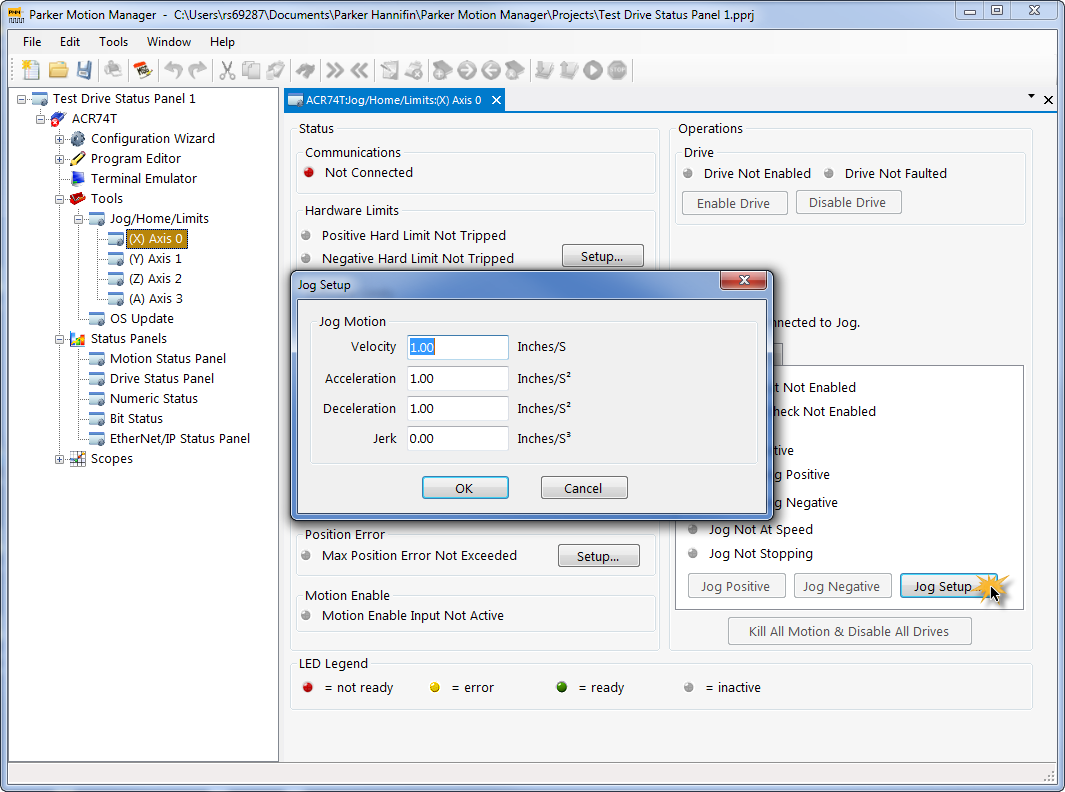 Parker Motion Manager - C:\Users\rs69287\Documents\Parker Hannifin\Parker Motion Manager\Projects\Test Drive Status Panel 1.pprj
File Edit Tools Window Help
Test Drive Status Panel 1
ACR74T
Configuration Wizard
Program Editor
Terminal Emulator
Tools
Jog/Home/Limits
(X) Axis 0
(Y) Axis 1
(Z) Axis 2
(A) Axis 3
OS Update
Status Panels
Motion Status Panel
Drive Status Panel
Numeric Status
Bit Status
EtherNet/IP Status Panel
Scopes
ACR74T:Jog/Home/Limits:(X) Axis 0
Status
Communications
Not Connected
Hardware Limits
Positive Hard Limit Not Tripped
Negative Hard Limit Not Tripped
Setup...
Operations
Drive
Drive Not Enabled Drive Not Faulted
Enable Drive Disable Drive
Jog Setup
Jog Motion
Velocity 1.00 Inches/S
Acceleration 1.00 Inches/S²
Deceleration 1.00 Inches/S²
Jerk 0.00 Inches/S³
OK Cancel
nnected to Jog.
t Not Enabled
heck Not Enabled
tive
g Positive
g Negative
Jog Not At Speed
Jog Not Stopping
Jog Positive Jog Negative Jog Setup...
Kill All Motion & Disable All Drives
Position Error
Max Position Error Not Exceeded
Setup...
Motion Enable
Motion Enable Input Not Active
LED Legend
= not ready = error = ready = inactive